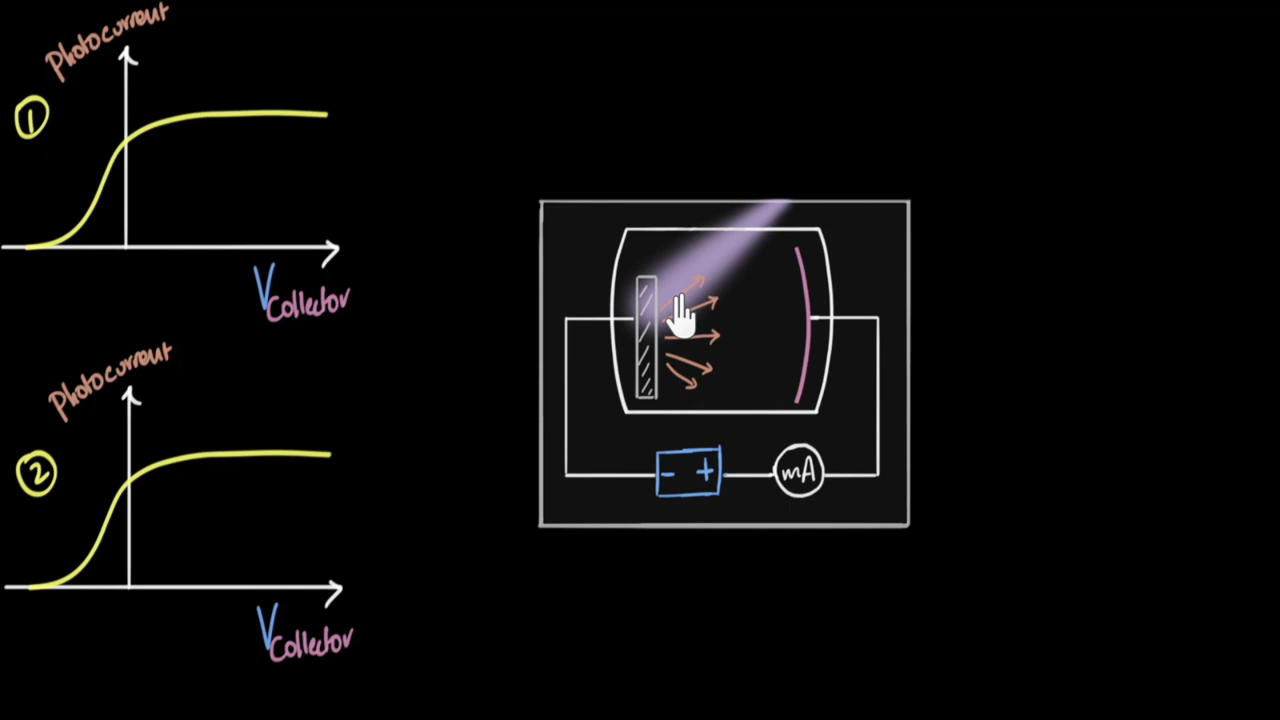 Photocurrent
1
V Collector
Photocurrent
2
V Collector
- +
mA